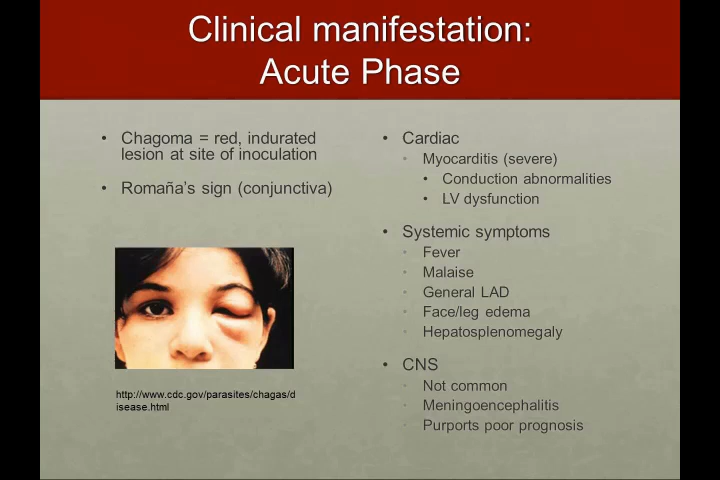 Clinical manifestation:
Acute Phase
• Chagoma = red, indurated
lesion at site of inoculation
• Romaña's sign (conjunctiva)
http://www.cdc.gov/parasites/chagas/d
isease.html
• Cardiac
• Myocarditis (severe)
• Conduction abnormalities
• LV dysfunction
• Systemic symptoms
• Fever
• Malaise
• General LAD
• Face/leg edema
• Hepatosplenomegaly
• CNS
• Not common
• Meningoencephalitis
• Purports poor prognosis